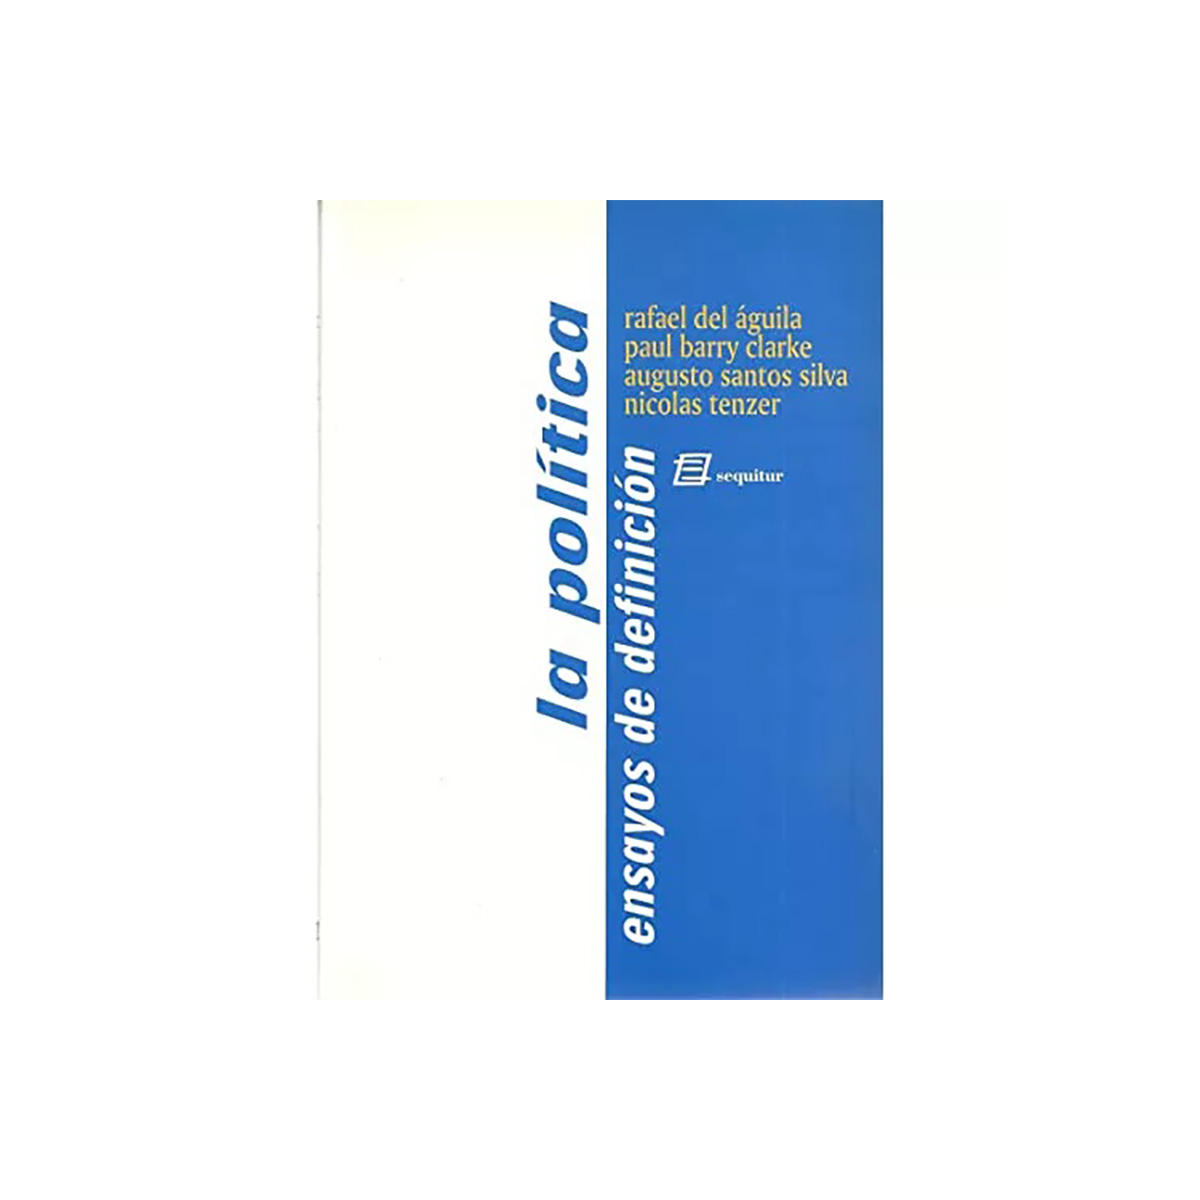 la política
ensayos de definición
rafael del águila
paul barry clarke
augusto santos silva
nicolas tenzer
sequitur